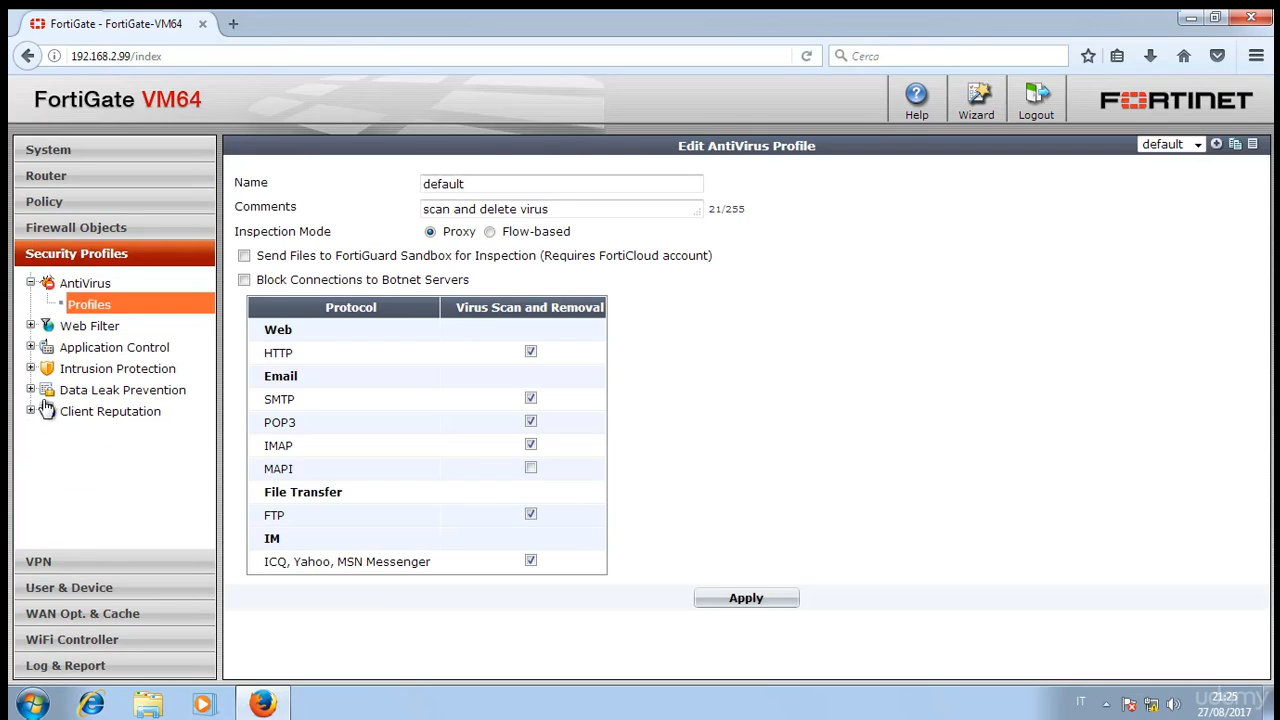 FortiGate - FortiGate-VM64
192.168.2.99/index
Cerca
FortiGate VM64
Help
Wizard
Logout
FORTINET
System
Router
Policy
Firewall Objects
Security Profiles
AntiVirus
Profiles
Web Filter
Application Control
Intrusion Protection
Data Leak Prevention
Client Reputation
VPN
User & Device
WAN Opt. & Cache
WiFi Controller
Log & Report
Edit AntiVirus Profile
default
Name
default
Comments
scan and delete virus
21/255
Inspection Mode
Proxy
Flow-based
Send Files to FortiGuard Sandbox for Inspection (Requires FortiCloud account)
Block Connections to Botnet Servers
Protocol
Virus Scan and Removal
Web
HTTP
Email
SMTP
POP3
IMAP
MAPI
File Transfer
FTP
IM
ICQ, Yahoo, MSN Messenger
Apply
IT
21:25
27/08/2017
udemy